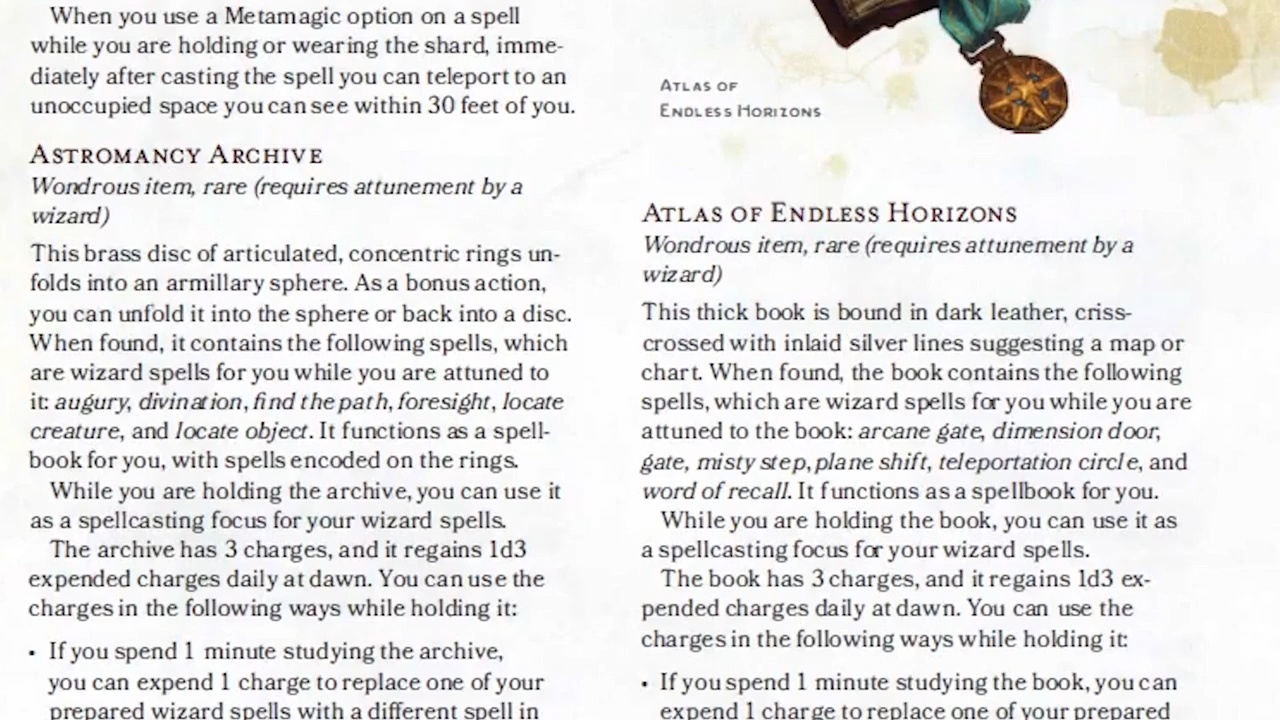 When you use a Metamagic option on a spell
while you are holding or wearing the shard, imme-
diately after casting the spell you can teleport to an
unoccupied space you can see within 30 feet of you.
ASTROMANCY ARCHIVE
Wondrous item, rare (requires attunement by a
wizard)
This brass disc of articulated, concentric rings un-
folds into an armillary sphere. As a bonus action,
you can unfold it into the sphere or back into a disc.
When found, it contains the following spells, which
are wizard spells for you while you are attuned to
it: augury, divination, find the path, foresight, locate
creature, and locate object. It functions as a spell-
book for you, with spells encoded on the rings.
While you are holding the archive, you can use it
as a spellcasting focus for your wizard spells.
The archive has 3 charges, and it regains 1d3
expended charges daily at dawn. You can use the
charges in the following ways while holding it:
• If you spend 1 minute studying the archive,
you can expend 1 charge to replace one of your
prepared wizard spells with a different spell in
ATLAS OF
ENDLESS HORIZONS
ATLAS OF ENDLESS HORIZONS
Wondrous item, rare (requires attunement by a
wizard)
This thick book is bound in dark leather, criss-
crossed with inlaid silver lines suggesting a map or
chart. When found, the book contains the following
spells, which are wizard spells for you while you are
attuned to the book: arcane gate, dimension door,
gate, misty step, plane shift, teleportation circle, and
word of recall. It functions as a spellbook for you.
While you are holding the book, you can use it as
a spellcasting focus for your wizard spells.
The book has 3 charges, and it regains 1d3 ex-
pended charges daily at dawn. You can use the
charges in the following ways while holding it:
• If you spend 1 minute studying the book, you can
expend 1 charge to replace one of your prepared